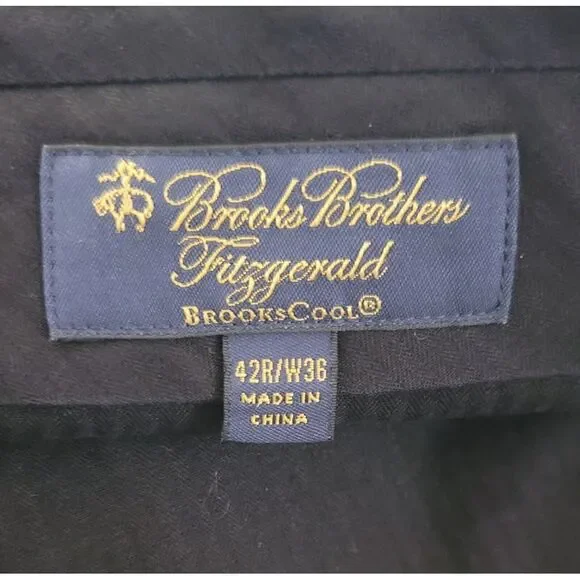 Brooks Brothers
Fitzgerald
BROOKSCOOL®
42R/W36
MADE IN
CHINA